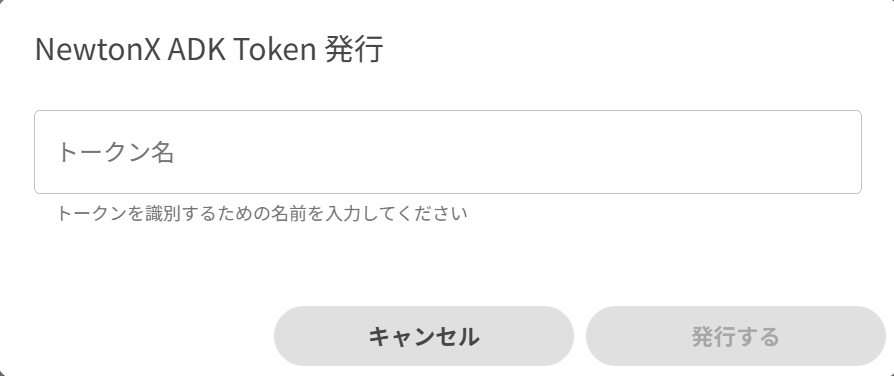 NewtonX ADK Token 発行
トークン名
トークンを識別するための名前を入力してください
キャンセル
発行する